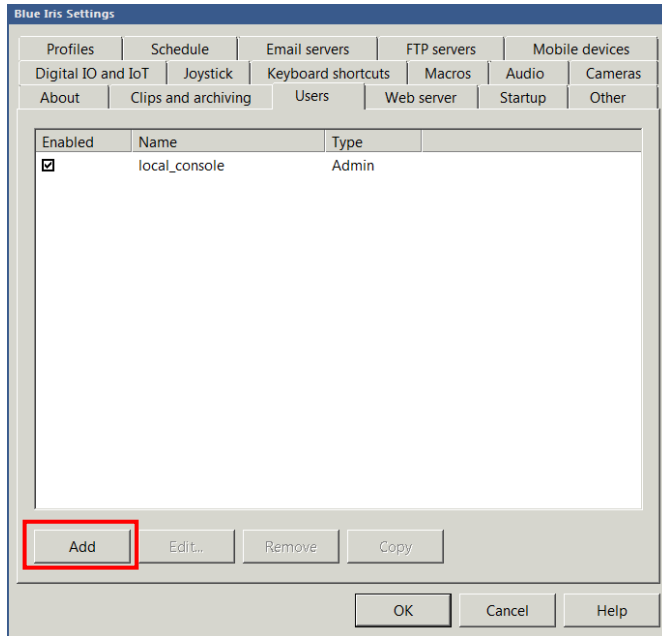 Blue Iris Settings
Profiles Schedule Email servers FTP servers Mobile devices
Digital IO and IoT Joystick Keyboard shortcuts Macros Audio Cameras
About Clips and archiving Users Web server Startup Other
Enabled Name Type
local_console Admin
Add Edit... Remove Copy
OK Cancel Help